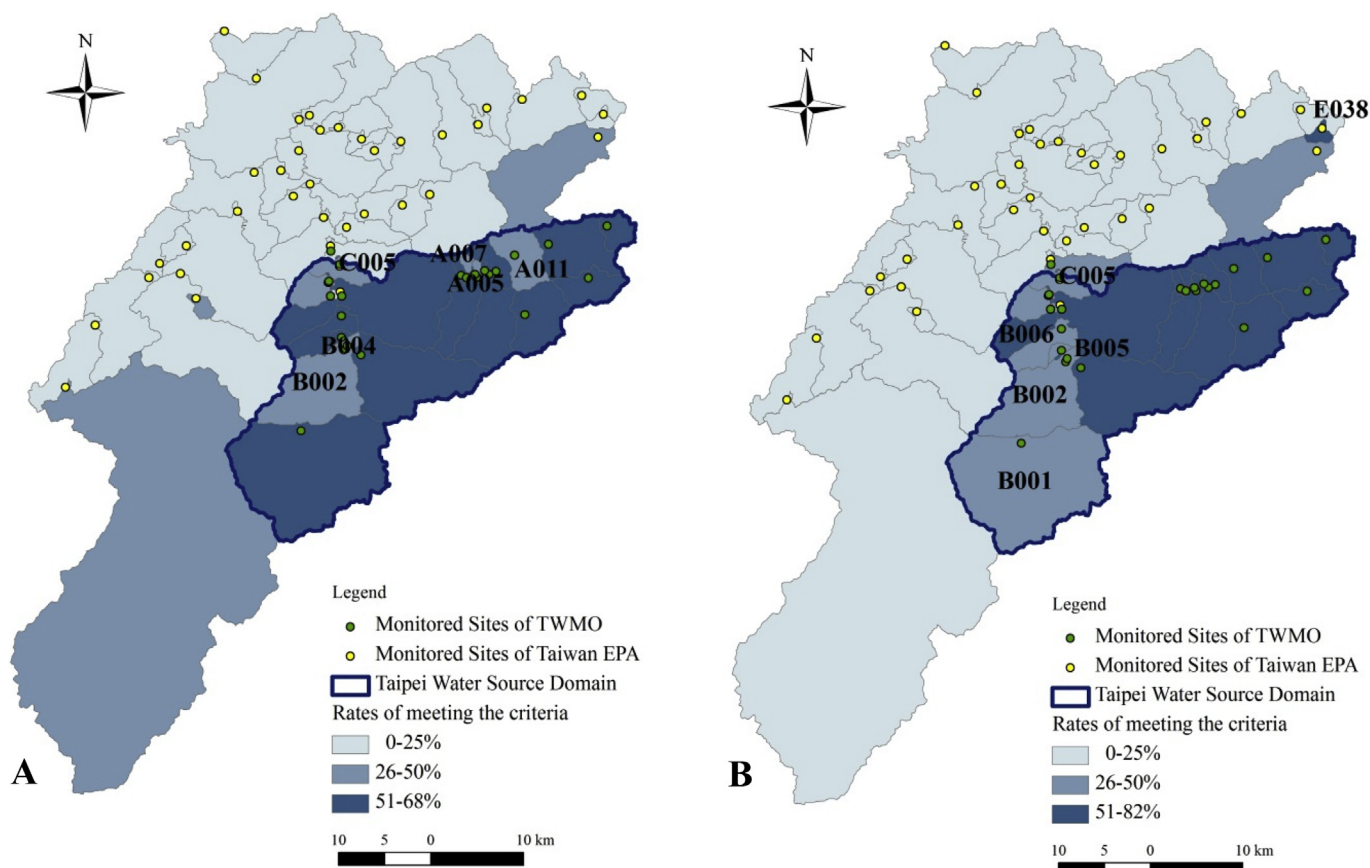 N
C005
A007
A005
A011
B004
B002
Legend
Monitored Sites of TWMO
Monitored Sites of Taiwan EPA
Taipei Water Source Domain
Rates of meeting the criteria
0-25%
26-50%
51-68%
A
10 5 0 10 km
N
E038
C005
B006
B005
B002
B001
Legend
Monitored Sites of TWMO
Monitored Sites of Taiwan EPA
Taipei Water Source Domain
Rates of meeting the criteria
0-25%
26-50%
51-82%
B
10 5 0 10 km